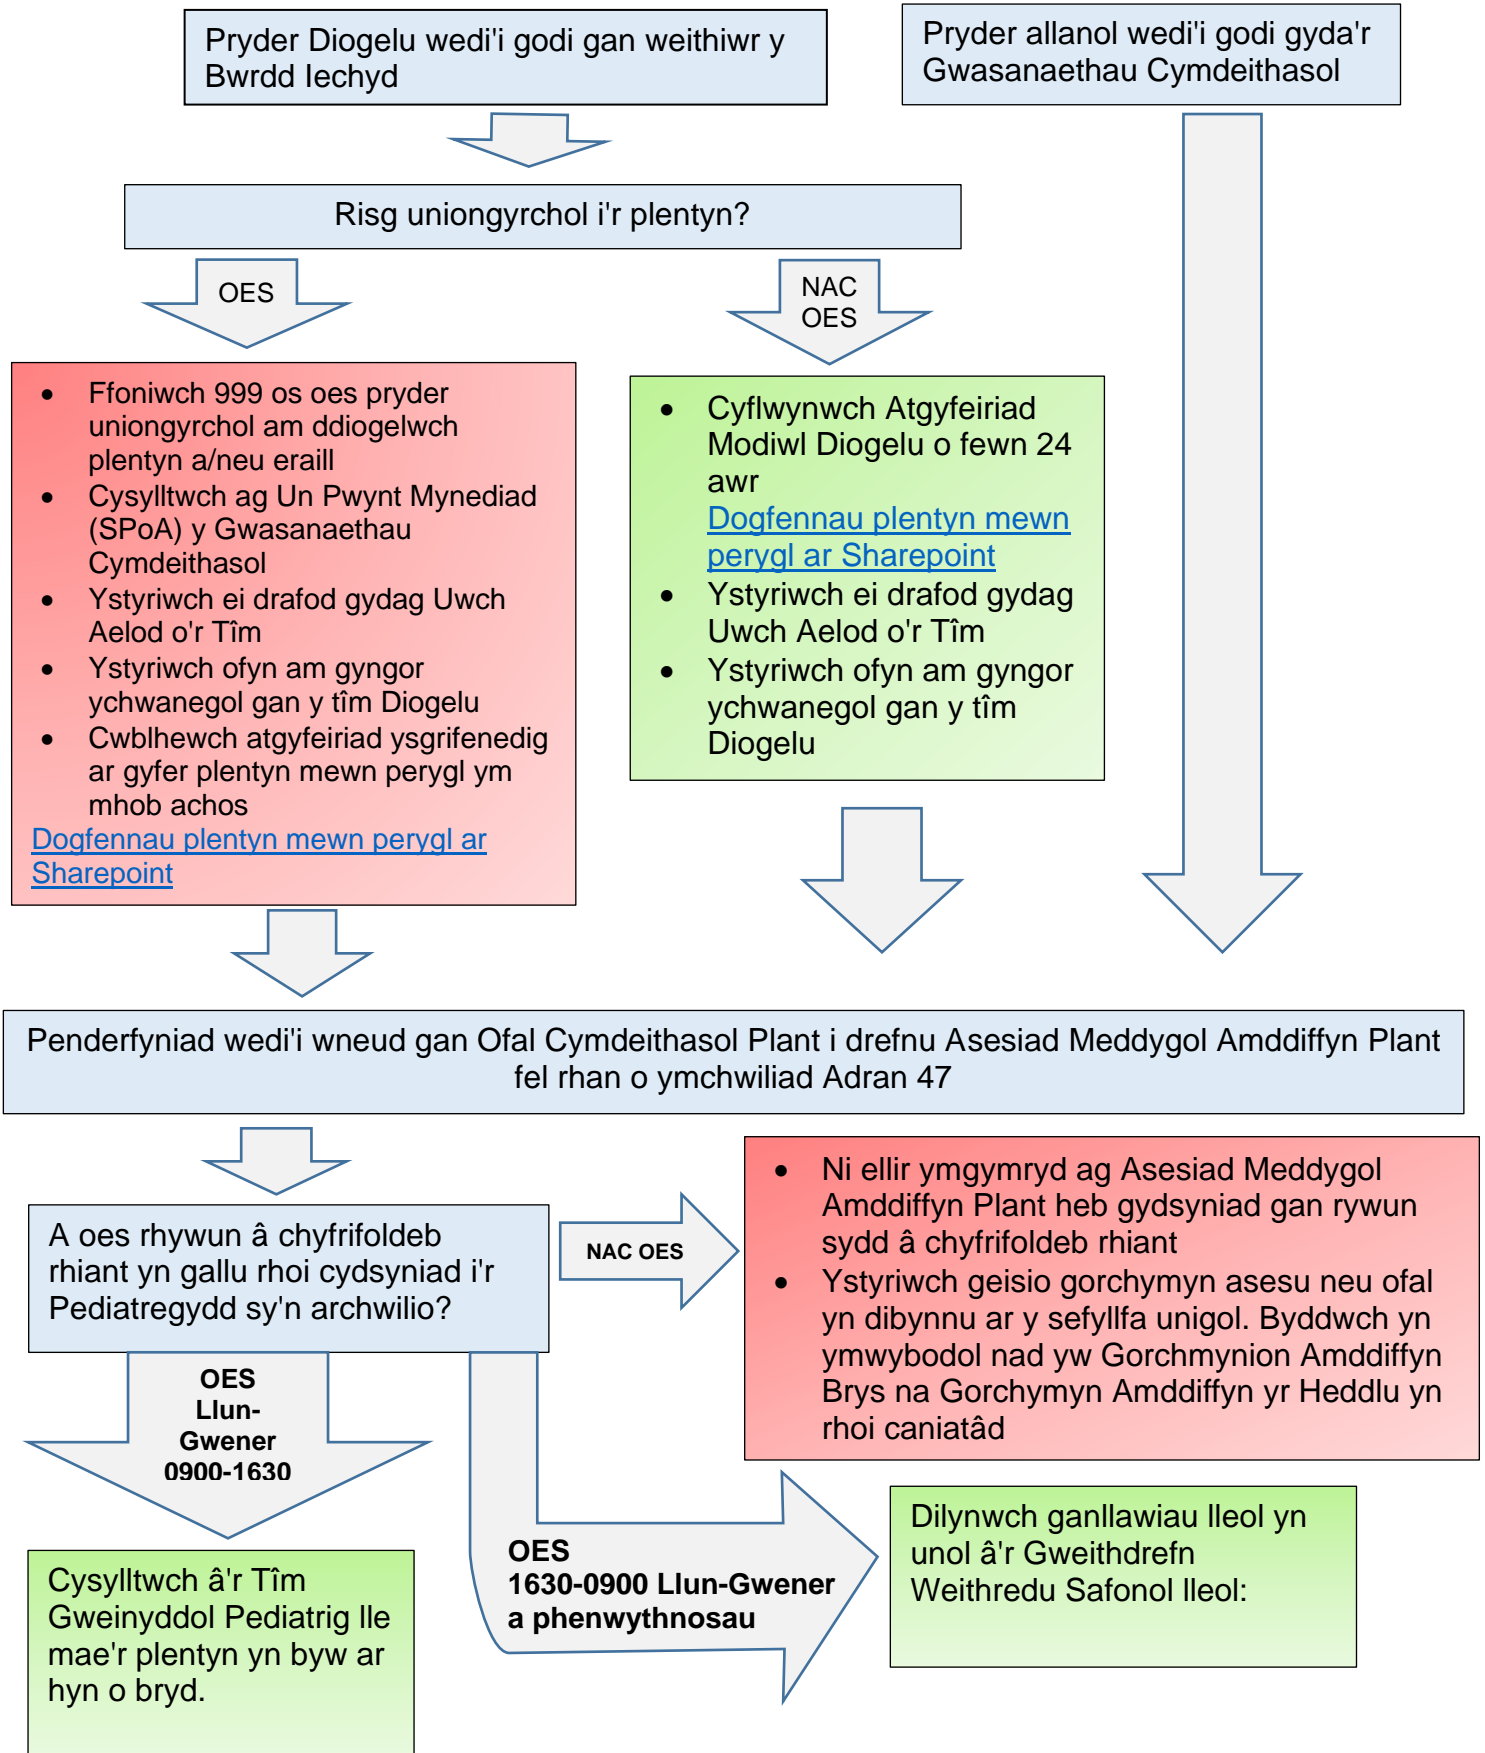 Pryder Diogelu wedi'i godi gan weithiwr y
Bwrdd Iechyd
Pryder allanol wedi'i godi gyda'r
Gwasanaethau Cymdeithasol
Risg uniongyrchol i'r plentyn?
OES
NAC
OES
• Ffoniwch 999 os oes pryder
uniongyrchol am ddiogelwch
plentyn a/neu eraill
• Cysylltwch ag Un Pwynt Mynediad
(SPoA) y Gwasanaethau
Cymdeithasol
• Ystyriwch ei drafod gydag Uwch
Aelod o'r Tîm
• Ystyriwch ofyn am gyngor
ychwanegol gan y tîm Diogelu
• Cwblhewch atgyfeiriad ysgrifenedig
ar gyfer plentyn mewn perygl ym
mhob achos
Dogfennau plentyn mewn perygl ar
Sharepoint
• Cyflwynwch Atgyfeiriad
Modiwl Diogelu o fewn 24
awr
Dogfennau plentyn mewn
perygl ar Sharepoint
• Ystyriwch ei drafod gydag
Uwch Aelod o'r Tîm
• Ystyriwch ofyn am gyngor
ychwanegol gan y tîm
Diogelu
Penderfyniad wedi'i wneud gan Ofal Cymdeithasol Plant i drefnu Asesiad Meddygol Amddiffyn Plant
fel rhan o ymchwiliad Adran 47
A oes rhywun â chyfrifoldeb
rhiant yn gallu rhoi cydsyniad i'r
Pediatregydd sy'n archwilio?
NAC OES
• Ni ellir ymgymryd ag Asesiad Meddygol
Amddiffyn Plant heb gydsyniad gan rywun
sydd â chyfrifoldeb rhiant
• Ystyriwch geisio gorchymyn asesu neu ofal
yn dibynnu ar y sefyllfa unigol. Byddwch yn
ymwybodol nad yw Gorchmynion Amddiffyn
Brys na Gorchymyn Amddiffyn yr Heddlu yn
rhoi caniatâd
OES
Llun-
Gwener
0900-1630
OES
1630-0900 Llun-Gwener
a phenwythnosau
Cysylltwch â'r Tîm
Gweinyddol Pediatrig lle
mae'r plentyn yn byw ar
hyn o bryd.
Dilynwch ganllawiau lleol yn
unol â'r Gweithdrefn
Weithredu Safonol lleol: